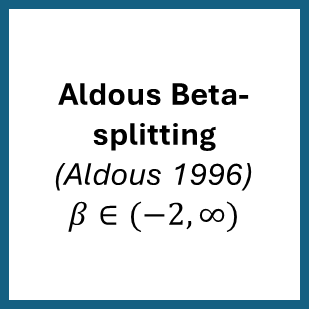 Aldous Beta-
splitting
(Aldous 1996)
β ∈ (−2, ∞)